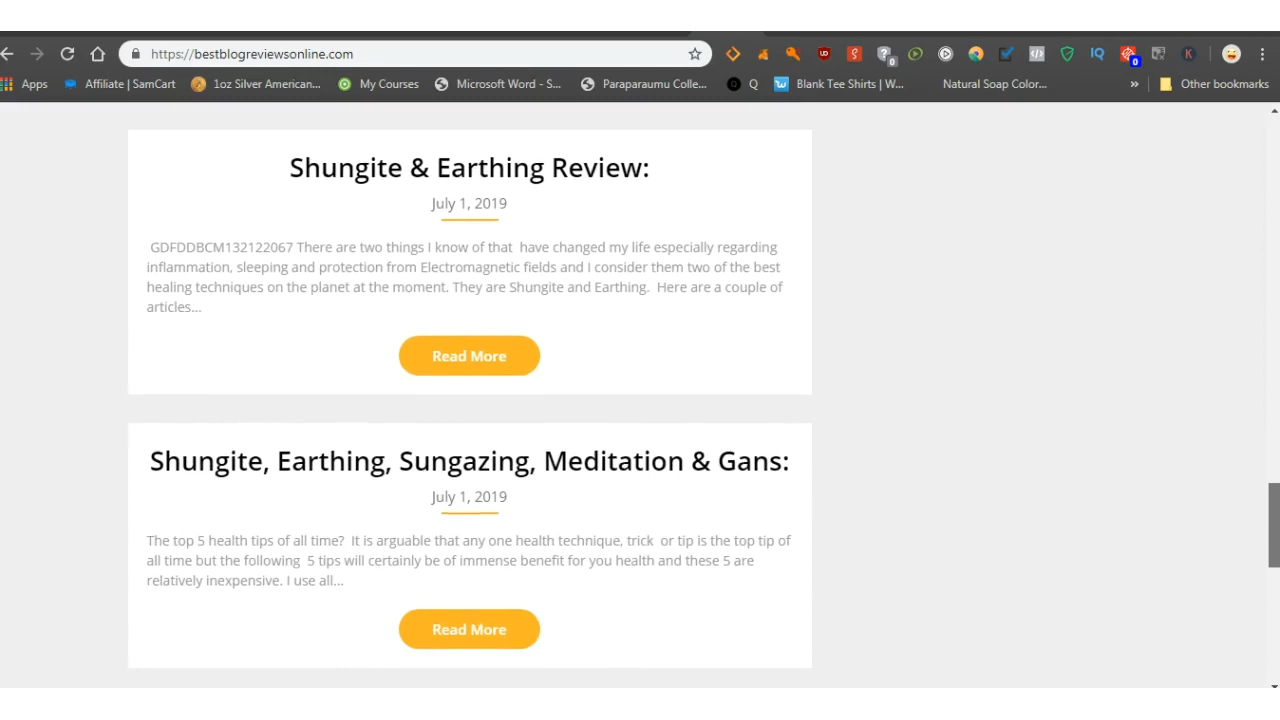 https://bestblogreviewsonline.com
Apps Affiliate | SamCart 1oz Silver American... My Courses Microsoft Word - S... Paraparaumu Colle... Q Blank Tee Shirts | W... Natural Soap Color... » Other bookmarks
Shungite & Earthing Review:
July 1, 2019
GDFDDBCM132122067 There are two things I know of that have changed my life especially regarding
inflammation, sleeping and protection from Electromagnetic fields and I consider them two of the best
healing techniques on the planet at the moment. They are Shungite and Earthing. Here are a couple of
articles...
Read More
Shungite, Earthing, Sungazing, Meditation & Gans:
July 1, 2019
The top 5 health tips of all time? It is arguable that any one health technique, trick or tip is the top tip of
all time but the following 5 tips will certainly be of immense benefit for you health and these 5 are
relatively inexpensive. I use all...
Read More